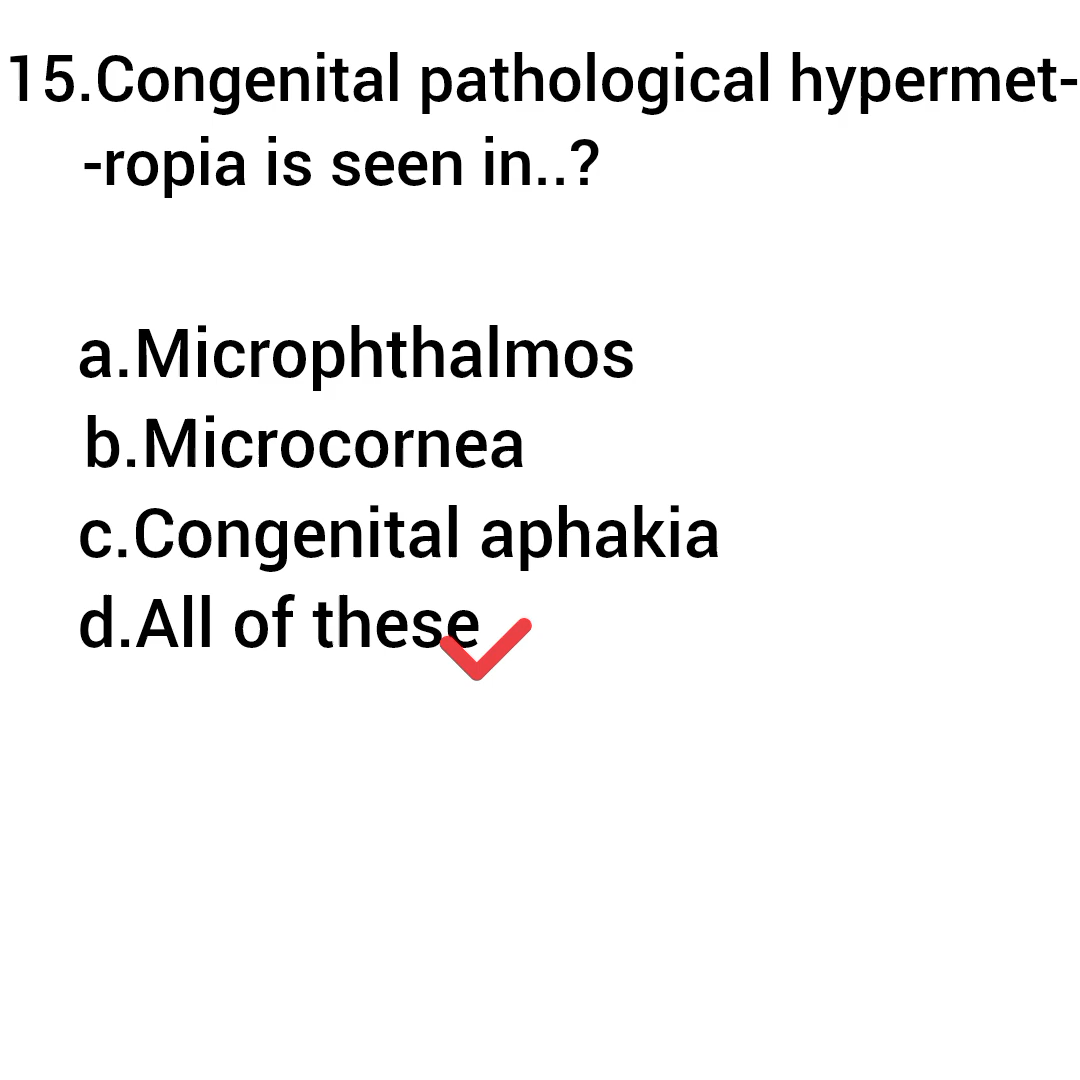 15.Congenital pathological hypermet-
-ropia is seen in..?
a.Microphthalmos
b.Microcornea
c.Congenital aphakia
d.All of these